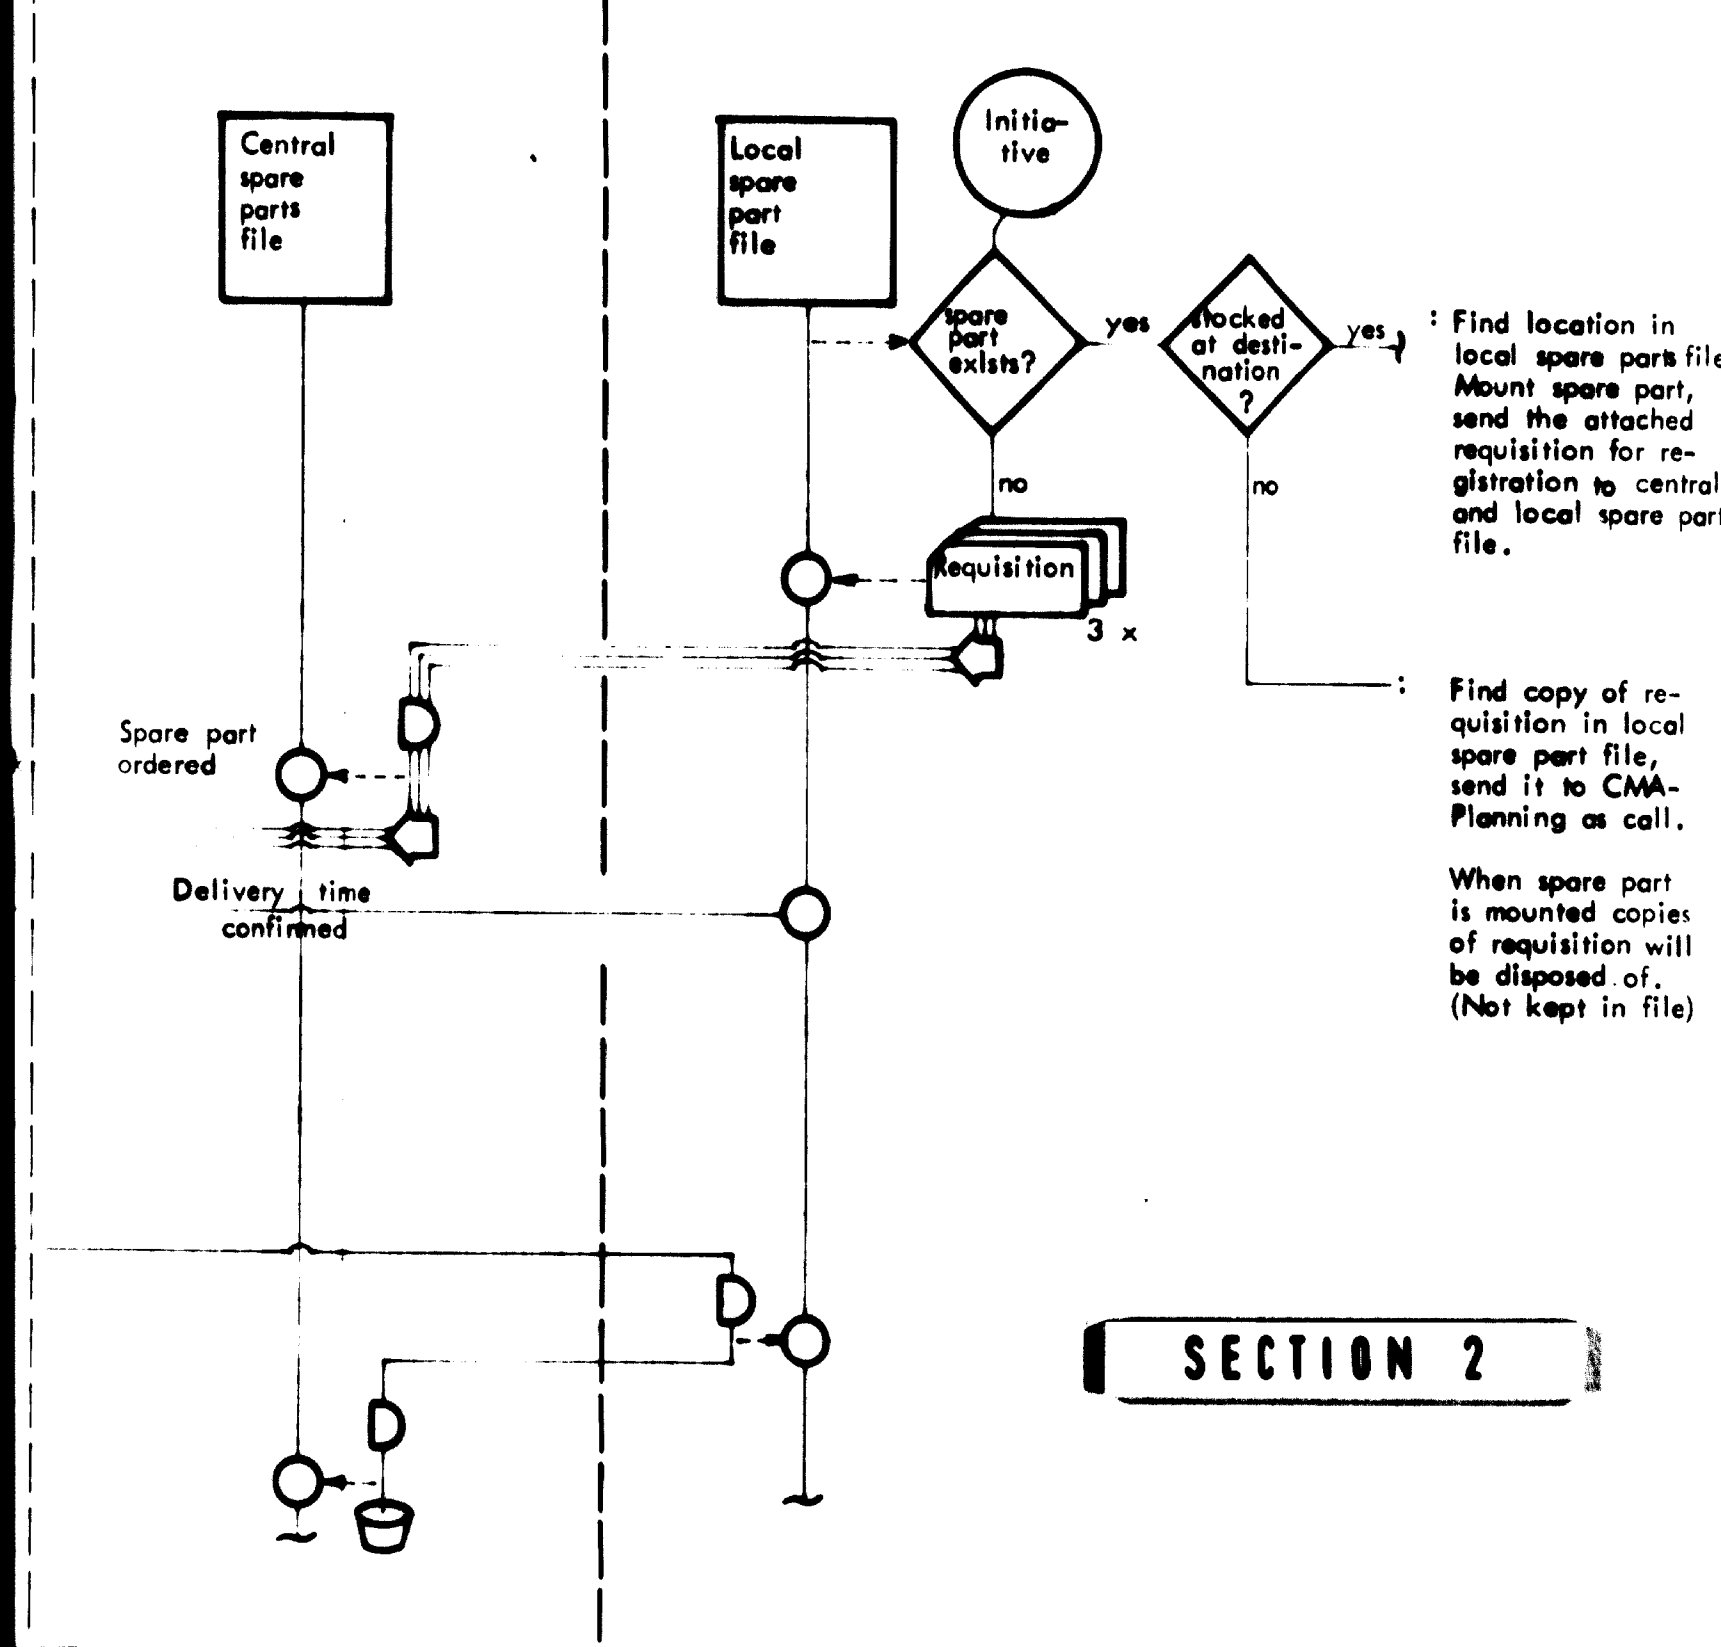 Central
spare
parts
file
Local
spare
part
file
Initia-
tive
spare
part
exists?
yes
stocked
at desti-
nation
?
yes
: Find location in
local spare parts file
Mount spare part,
send the attached
requisition for re-
gistration to central
and local spare part
file.
no
no
Requisition
3 x
: Find copy of re-
quisition in local
spare part file,
send it to CMA-
Planning as call.
When spare part
is mounted copies
of requisition will
be disposed of.
(Not kept in file)
Spare part
ordered
Delivery time
confirmed
SECTION 2